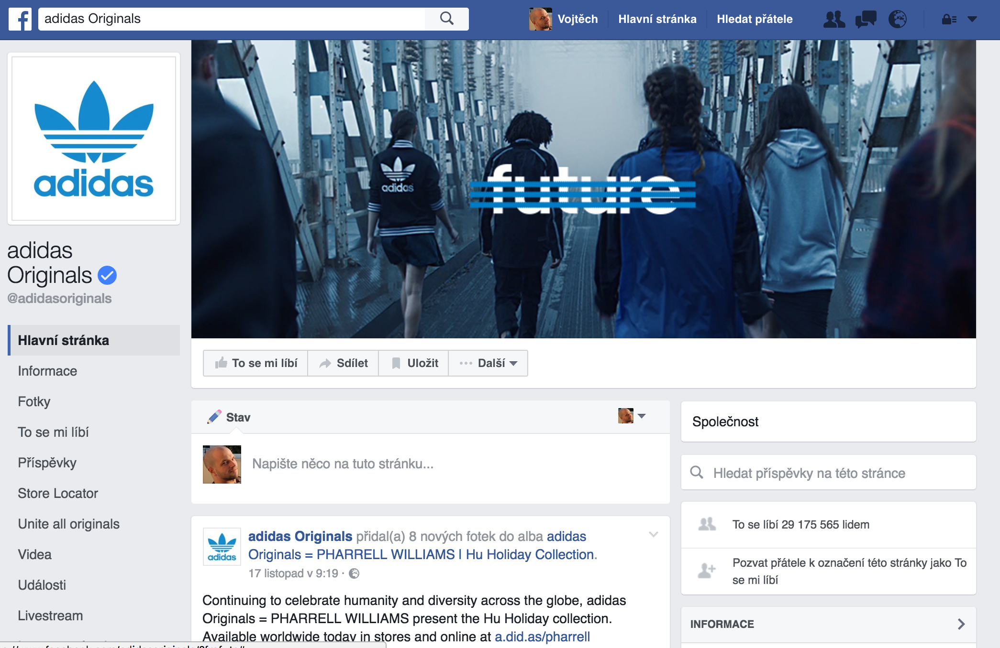 adidas Originals
Vojtěch
Hlavní stránka
Hledat přátele
adidas
adidas
Originals
@adidasoriginals
adidas
future
Hlavní stránka
Informace
Fotky
To se mi líbí
Příspěvky
Store Locator
Unite all originals
Videa
Události
Livestream
To se mi líbí
Sdílet
Uložit
Další
Stav
Napište něco na tuto stránku...
adidas
adidas Originals přidal(a) 8 nových fotek do alba adidas
Originals = PHARRELL WILLIAMS l Hu Holiday Collection.
17 listopad v 9:19 ·
Continuing to celebrate humanity and diversity across the globe, adidas
Originals = PHARRELL WILLIAMS present the Hu Holiday collection.
Available worldwide today in stores and online at a.did.as/pharrell
Společnost
Hledat příspěvky na této stránce
To se líbí 29 175 565 lidem
Pozvat přátele k označení této stránky jako To
se mi líbí
INFORMACE